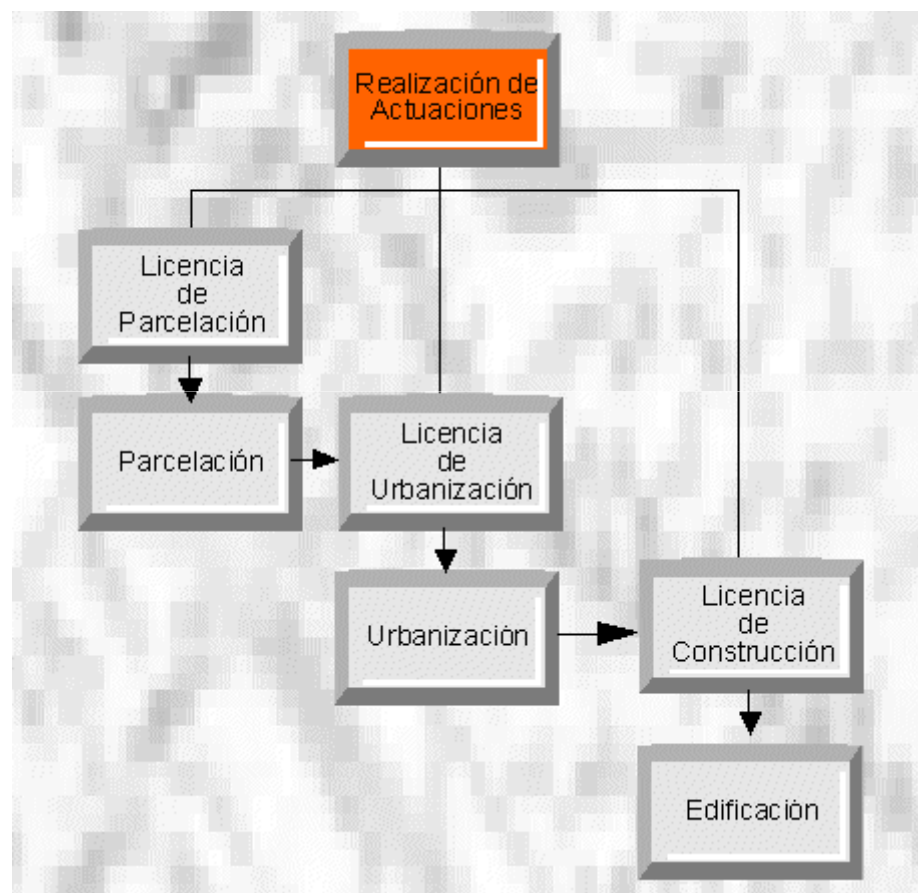 Realización de
Actuaciones
Licencia
de
Parcelación
Parcelación
Licencia
de
Urbanización
Urbanización
Licencia
de
Construcción
Edificación